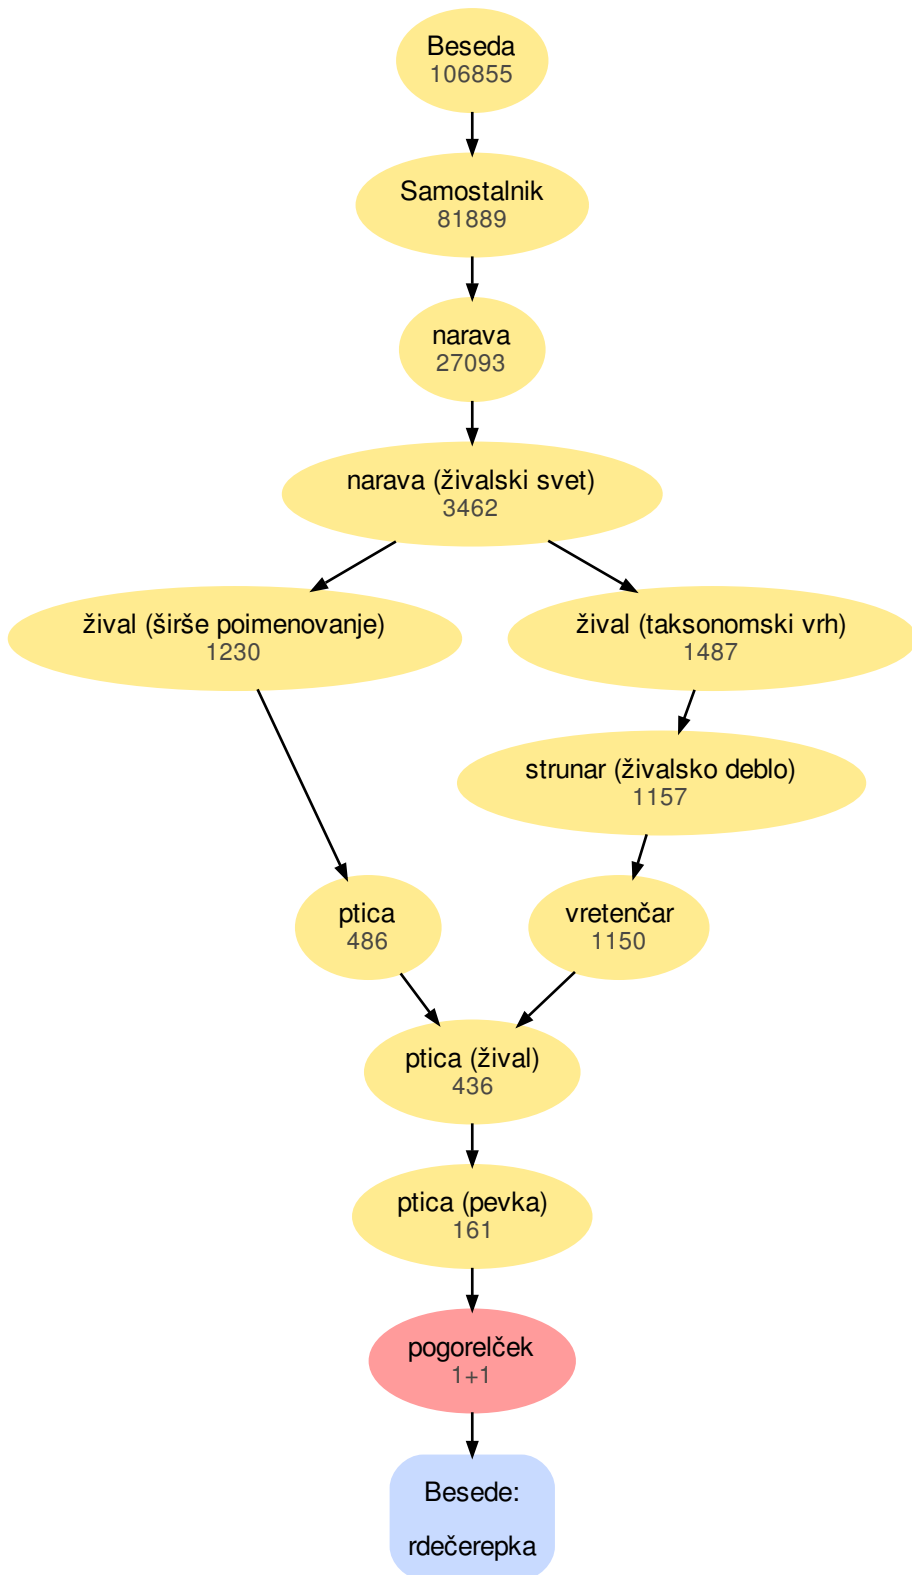 Beseda
106855
Samostalnik
81889
narava
27093
narava (živalski svet)
3462
žival (širše poimenovanje)
1230
žival (taksonomski vrh)
1487
strunar (živalsko deblo)
1157
ptica
486
vretenčar
1150
ptica (žival)
436
ptica (pevka)
161
pogorelček
1+1
Besede:
rdečerepka